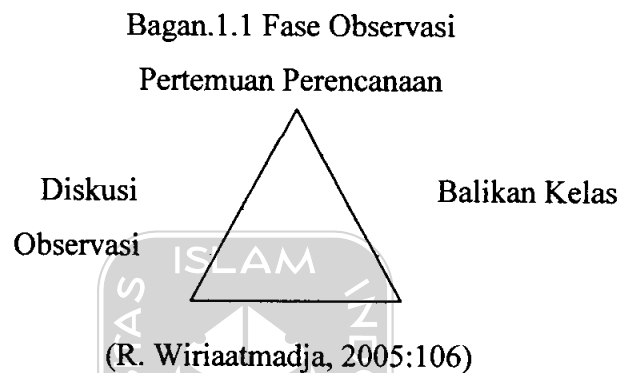 Bagan.1.1 Fase Observasi
Pertemuan Perencanaan
Diskusi
Balikan Kelas
Observasi
ISLAM
(R. Wiriaatmadja, 2005:106)